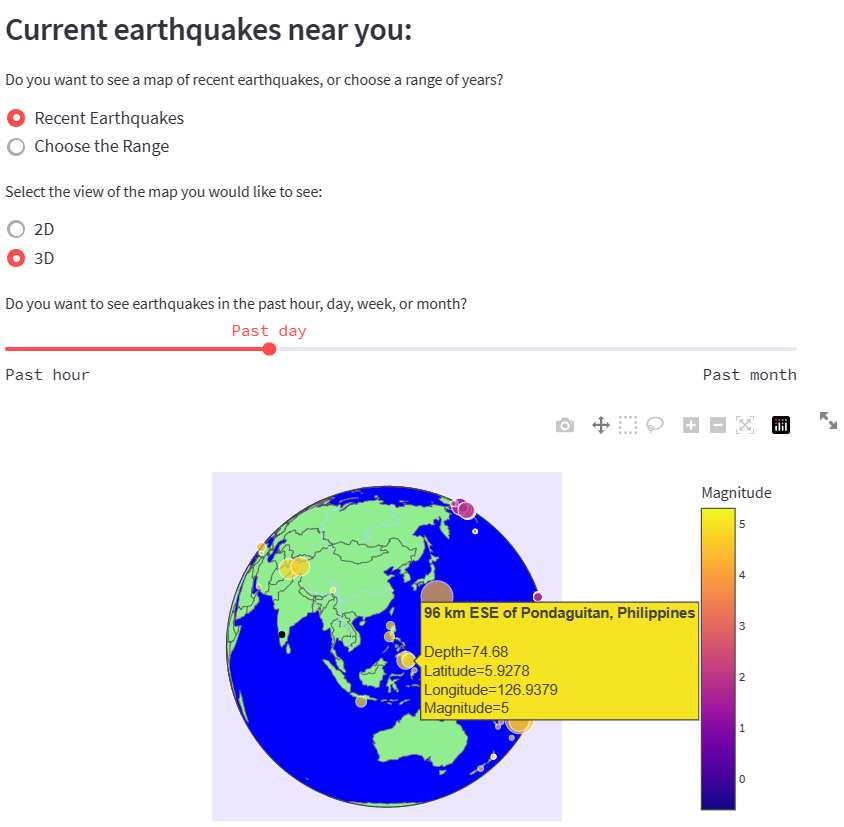 Current earthquakes near you:
Do you want to see a map of recent earthquakes, or choose a range of years?
Recent Earthquakes
Choose the Range
Select the view of the map you would like to see:
2D
3D
Do you want to see earthquakes in the past hour, day, week, or month?
Past day
Past hour
Past month
Magnitude
5
4
3
2
1
0
96 km ESE of Pondaguitan, Philippines
Depth=74.68
Latitude=5.9278
Longitude=126.9379
Magnitude=5